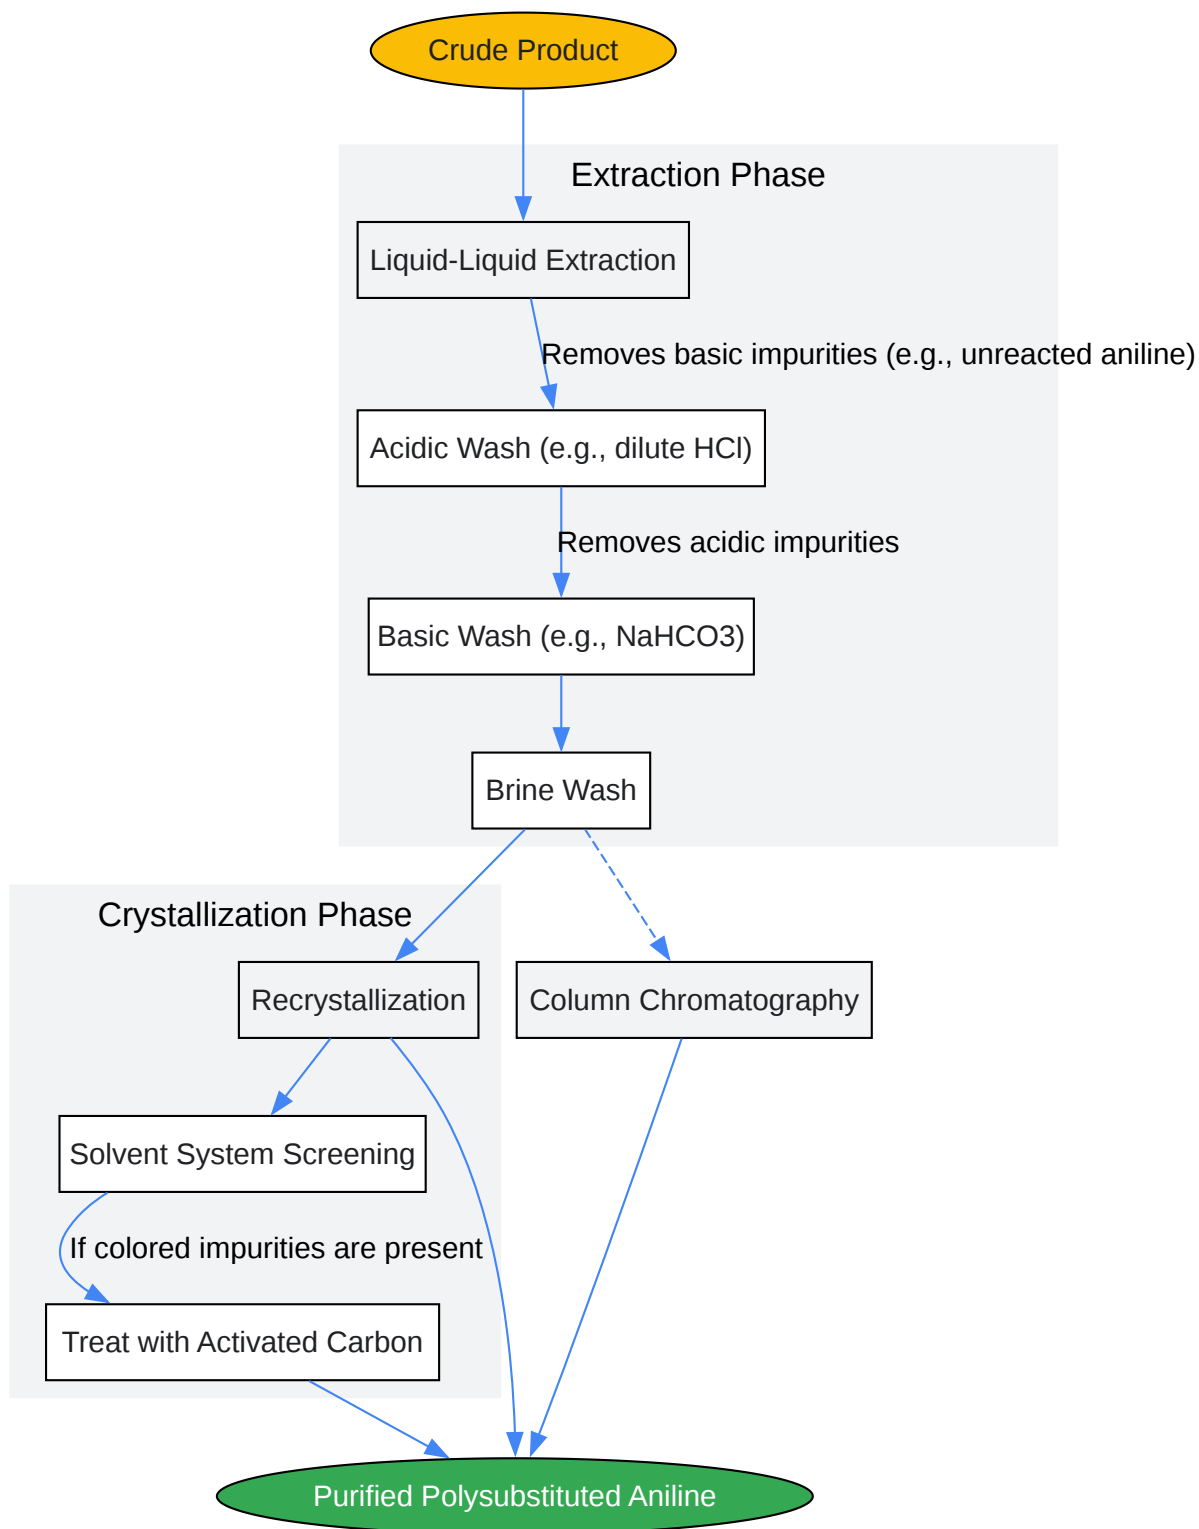 Crude Product
Extraction Phase
Liquid-Liquid Extraction
Removes basic impurities (e.g., unreacted aniline)
Acidic Wash (e.g., dilute HCl)
Removes acidic impurities
Basic Wash (e.g., NaHCO3)
Brine Wash
Crystallization Phase
Recrystallization
Column Chromatography
Solvent System Screening
If colored impurities are present
Treat with Activated Carbon
Purified Polysubstituted Aniline